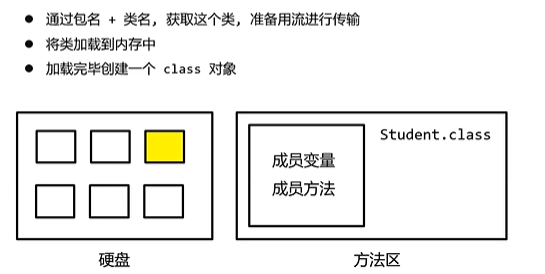 ● 通过包名 + 类名, 获取这个类, 准备用流进行传输
● 将类加载到内存中
● 加载完毕创建一个 class 对象
Student.class
成员变量
成员方法
硬盘
方法区